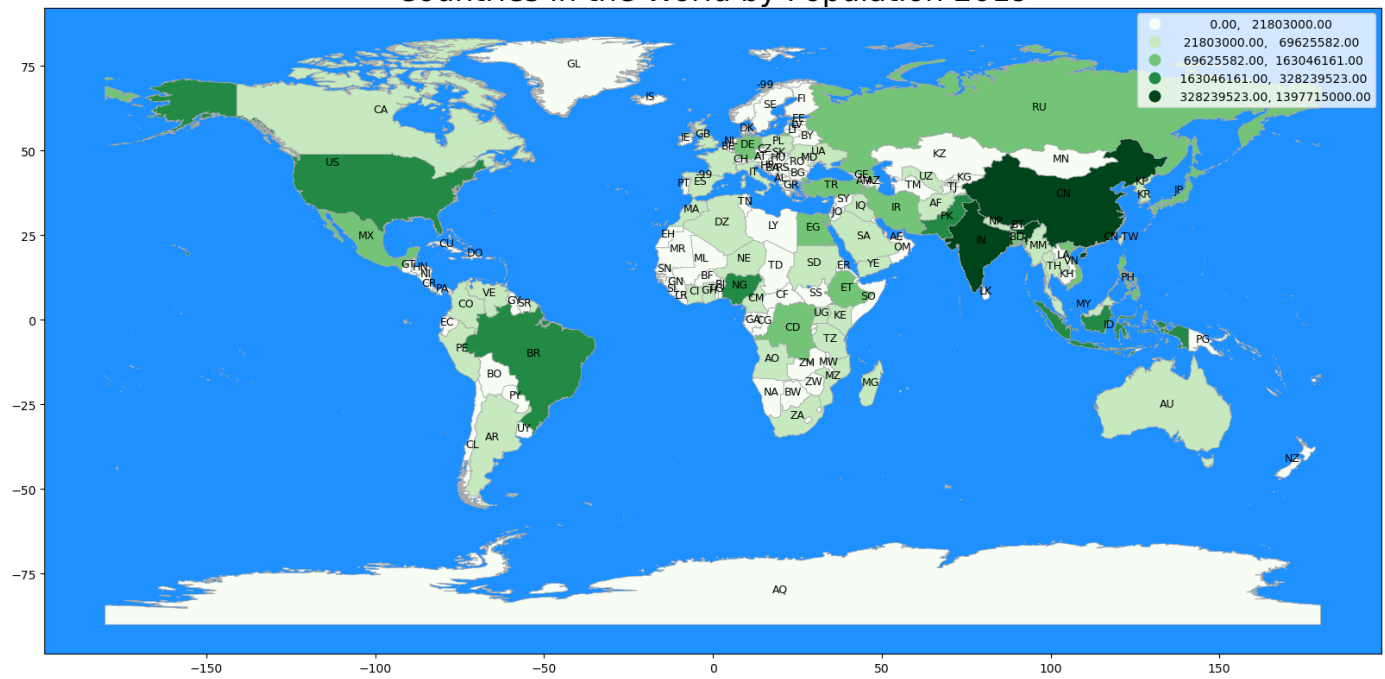 Countries in the World by Population 2019
0.00, 21803000.00
21803000.00, 69625582.00
69625582.00, 163046161.00
163046161.00, 328239523.00
328239523.00, 1397715000.00
75
50
25
0
−25
−50
−75
GL
IS
CA
US
MX
CU
DO
GT
HN
NI
CR
PA
VE
GY
SR
CO
EC
PE
BR
BO
PY
UY
AR
CL
-99
SE
FI
EE
LV
LT
BY
DK
IE
GB
NL
BE
DE
PL
CZ
SK
UA
MD
CH
AT
HU
RO
BA
RS
BG
IT
AL
GR
-99
PT
ES
RU
KZ
MN
GE
AZ
TR
UZ
KG
TM
TJ
CN
KP
KR
JP
SY
JO
IQ
IR
AF
PK
NP
BT
BD
IN
CN-TW
MM
LA
TH
VN
KH
PH
LK
MY
ID
PG
SA
AE
OM
YE
TN
MA
DZ
LY
EG
EH
MR
ML
NE
TD
SD
ER
SN
GN
SL
LR
BF
CI
GH
NG
CM
CF
SS
ET
SO
GA
CG
CD
UG
KE
TZ
AO
ZM
MW
MZ
ZW
NA
BW
ZA
MG
AU
NZ
AQ
−150
−100
−50
0
50
100
150